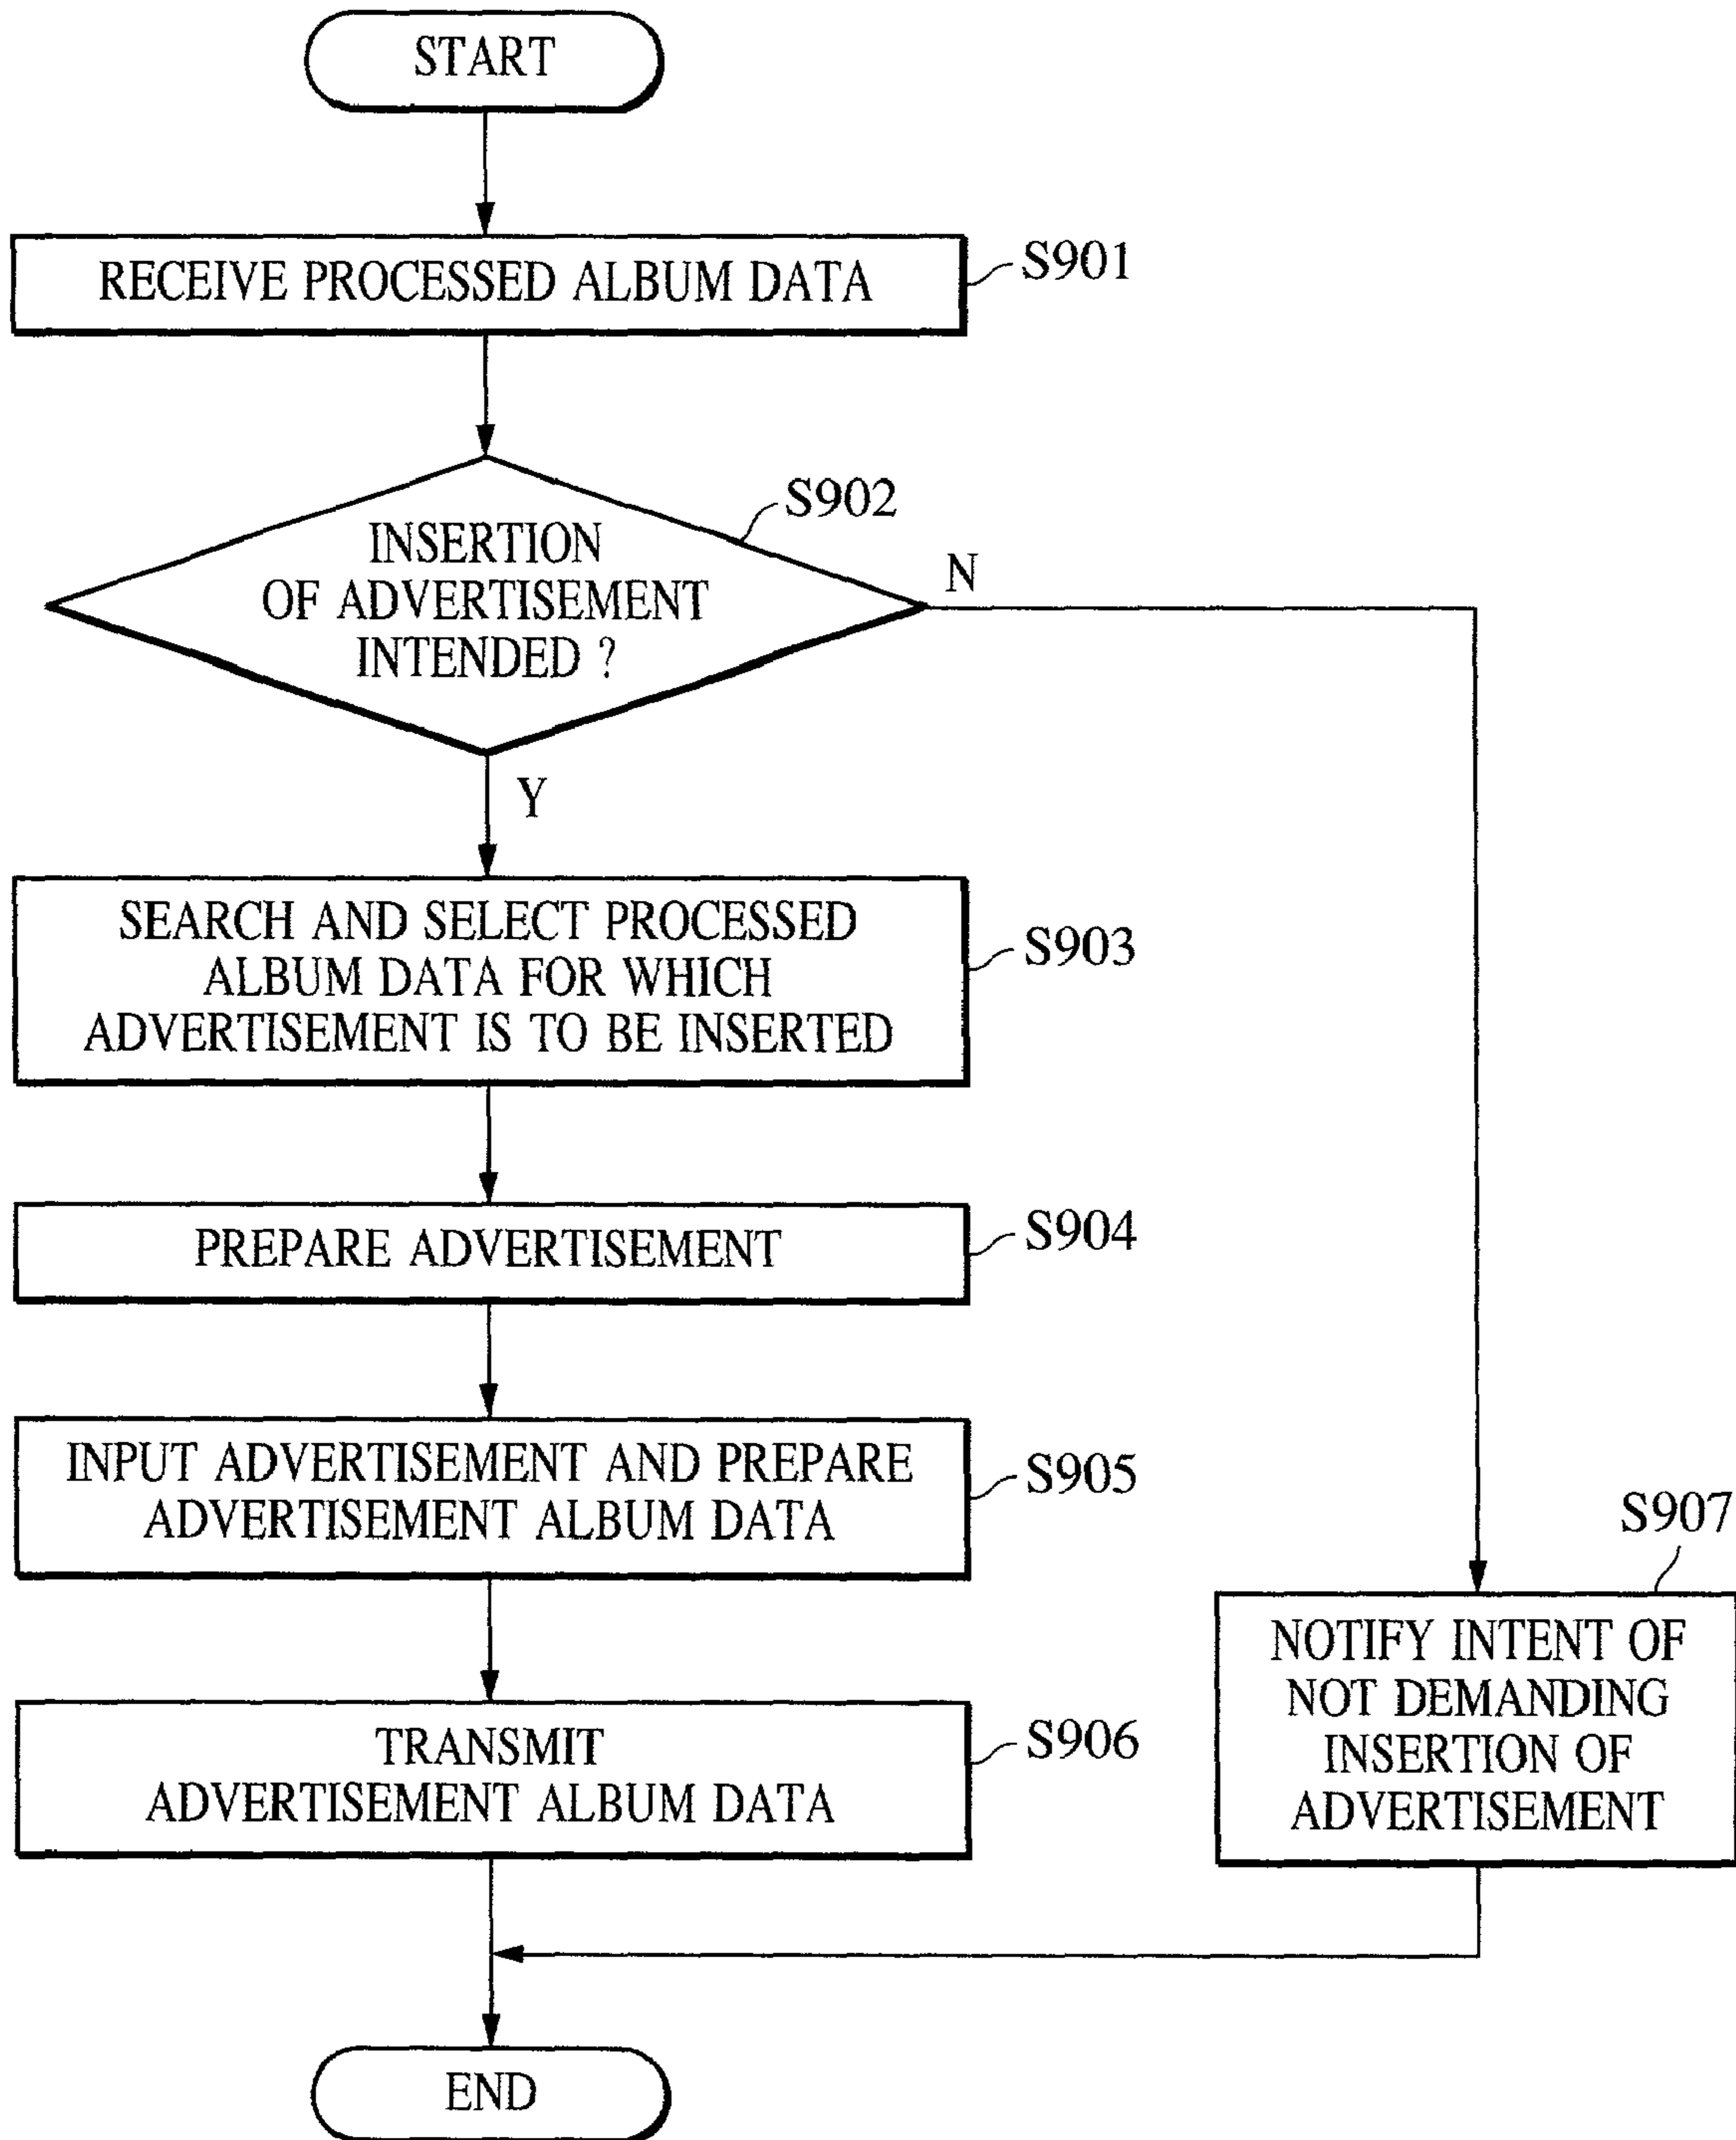 START
RECEIVE PROCESSED ALBUM DATA
S901
S902
INSERTION
OF ADVERTISEMENT
INTENDED ?
N
Y
SEARCH AND SELECT PROCESSED
ALBUM DATA FOR WHICH
ADVERTISEMENT IS TO BE INSERTED
S903
PREPARE ADVERTISEMENT
S904
INPUT ADVERTISEMENT AND PREPARE
ADVERTISEMENT ALBUM DATA
S905
S907
NOTIFY INTENT OF
NOT DEMANDING
INSERTION OF
ADVERTISEMENT
TRANSMIT
ADVERTISEMENT ALBUM DATA
S906
END